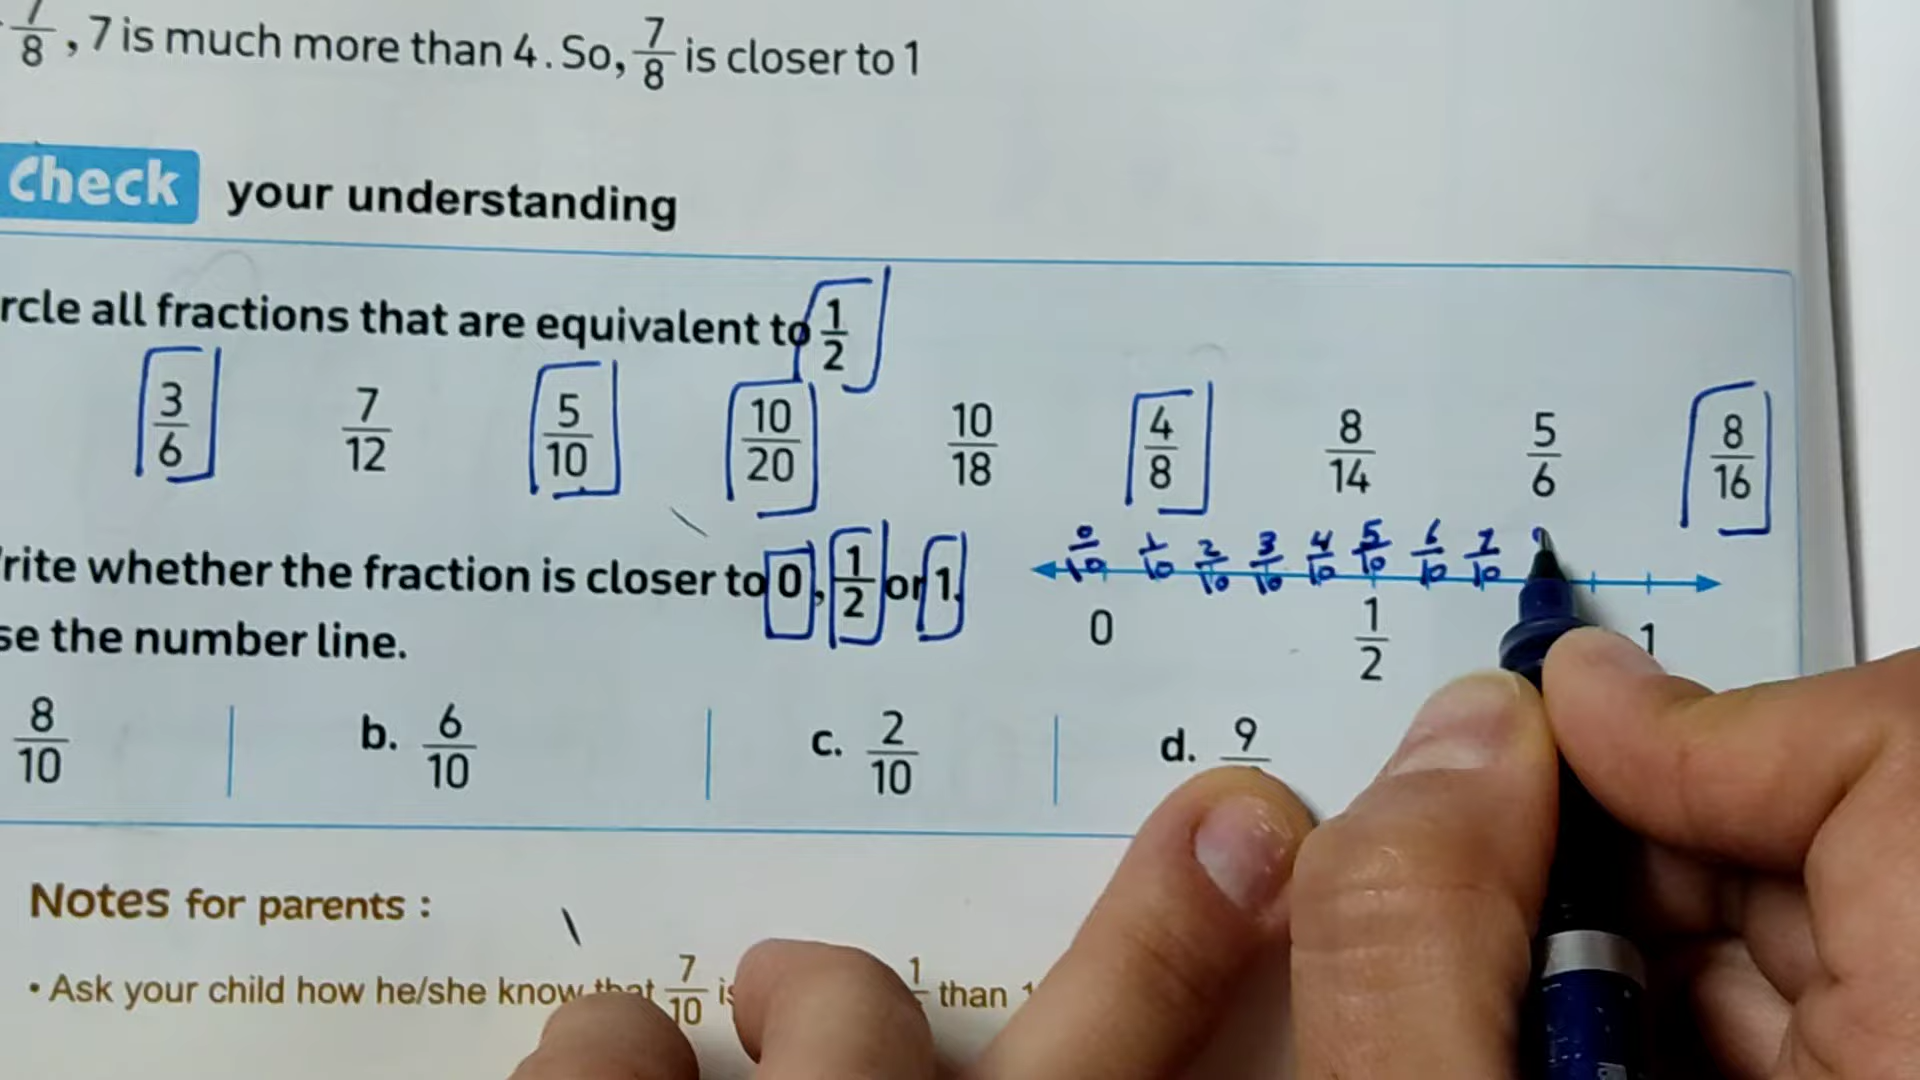 7/8, 7 is much more than 4. So, 7/8 is closer to 1
Check your understanding
rcle all fractions that are equivalent to 1/2
3/6 7/12 5/10 10/20 10/18 4/8 8/14 5/6 8/16
0/10 1/10 2/10 3/10 4/10 5/10 6/10 7/10
rite whether the fraction is closer to 0, 1/2 or 1.
0 1/2 1
se the number line.
8/10 b. 6/10 c. 2/10 d. 9
Notes for parents :
• Ask your child how he/she know that 7/10 is 1 than